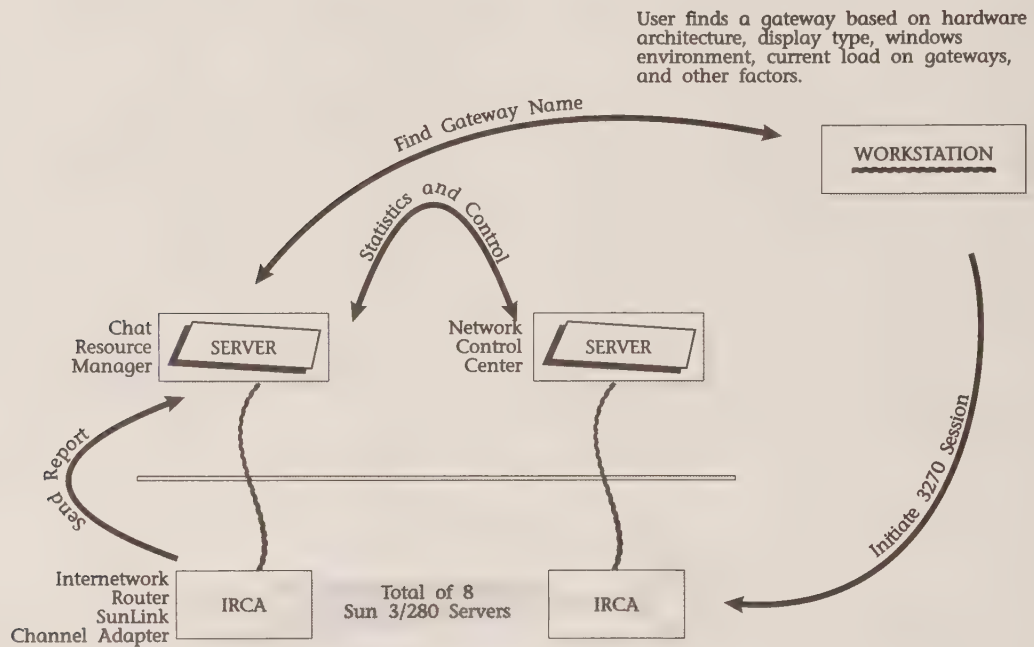 User finds a gateway based on hardware
architecture, display type, windows
environment, current load on gateways,
and other factors.
Find Gateway Name
WORKSTATION
Statistics and Control
Chat
Resource
Manager
SERVER
Network
Control
Center
SERVER
Send Report
Initiate 3270 Session
Internetwork
Router
SunLink
Channel Adapter
IRCA
Total of 8
Sun 3/280 Servers
IRCA